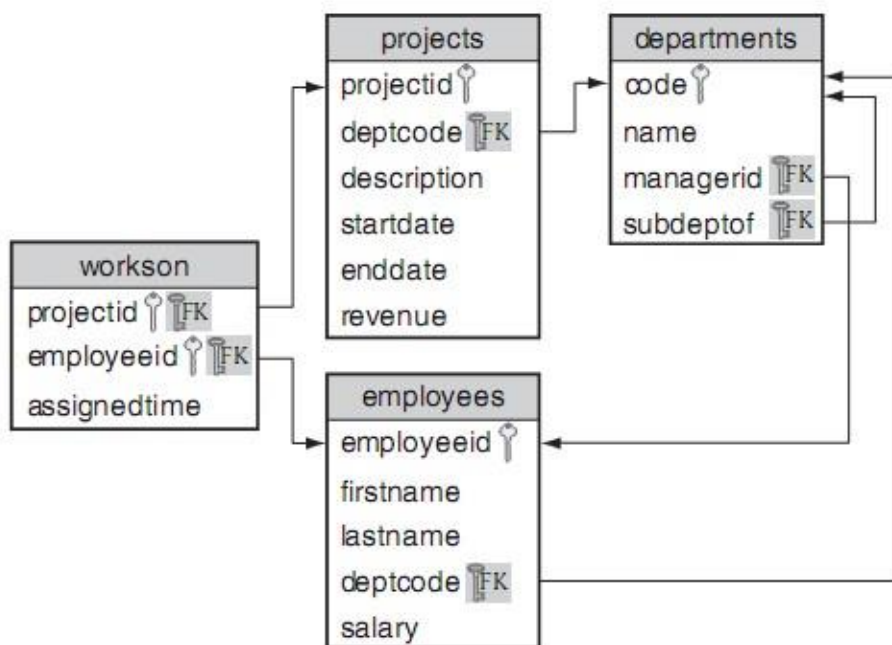 projects
projectid
deptcode FK
description
startdate
enddate
revenue
departments
code
name
managerid FK
subdeptof FK
workson
projectid FK
employeeid FK
assignedtime
employees
employeeid
firstname
lastname
deptcode FK
salary